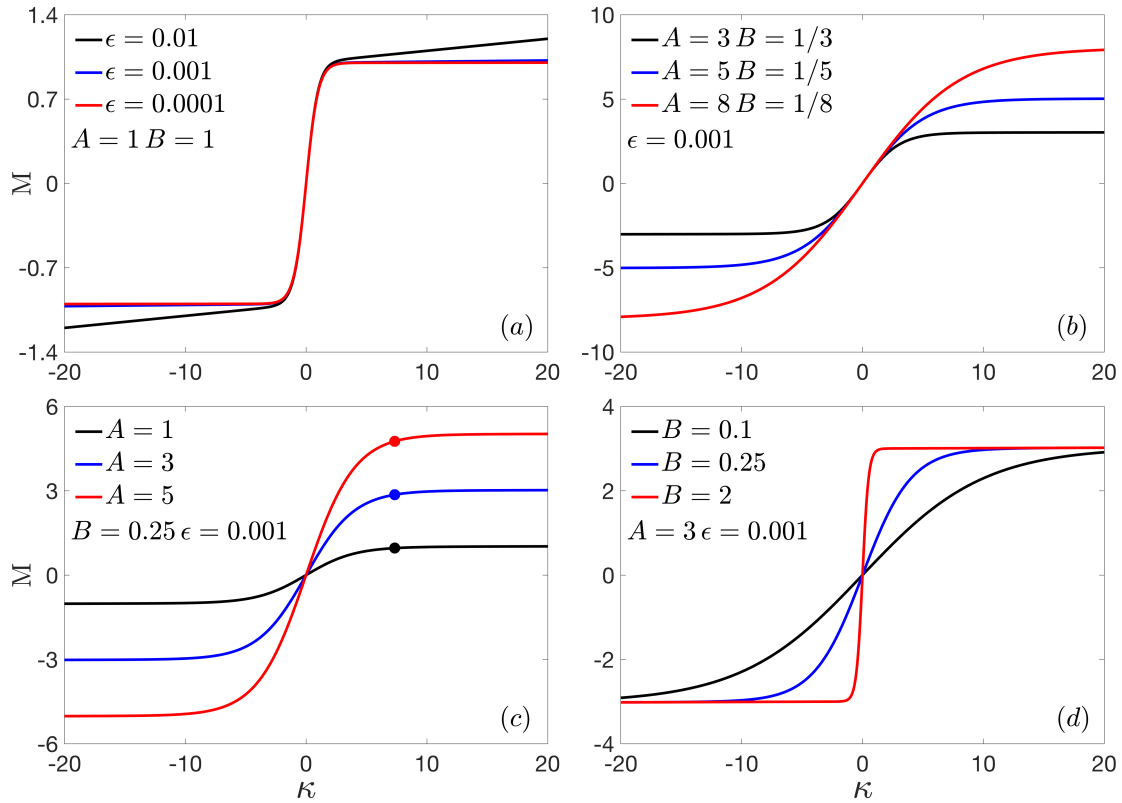 1.4
0.7
0
-0.7
-1.4
M
ϵ = 0.01
ϵ = 0.001
ϵ = 0.0001
A = 1 B = 1
(a)
-20 -10 0 10 20
10
5
0
-5
-10
A = 3 B = 1/3
A = 5 B = 1/5
A = 8 B = 1/8
ϵ = 0.001
(b)
-20 -10 0 10 20
6
3
0
-3
-6
M
A = 1
A = 3
A = 5
B = 0.25 ϵ = 0.001
(c)
-20 -10 0 10 20
κ
4
2
0
-2
-4
B = 0.1
B = 0.25
B = 2
A = 3 ϵ = 0.001
(d)
-20 -10 0 10 20
κ